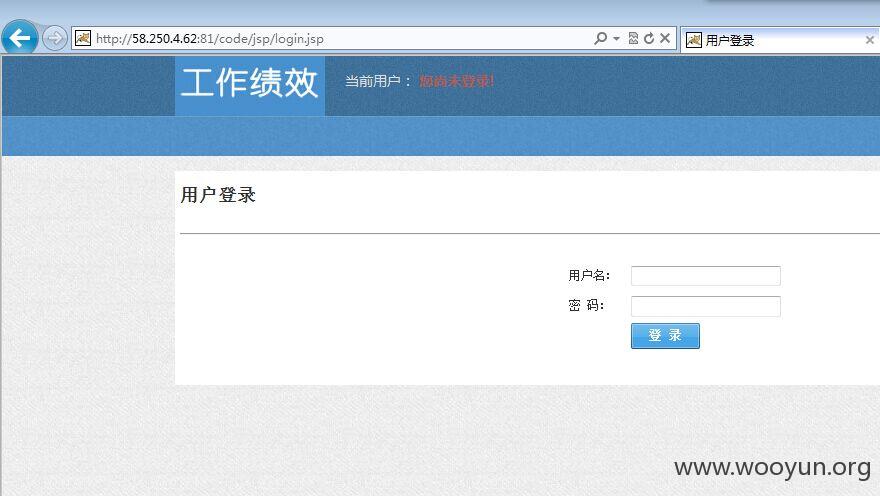 http://58.250.4.62:81/code/jsp/login.jsp
用户登录
工作绩效
当前用户： 您尚未登录!
用户登录
用户名：
密 码：
登 录
www.wooyun.org